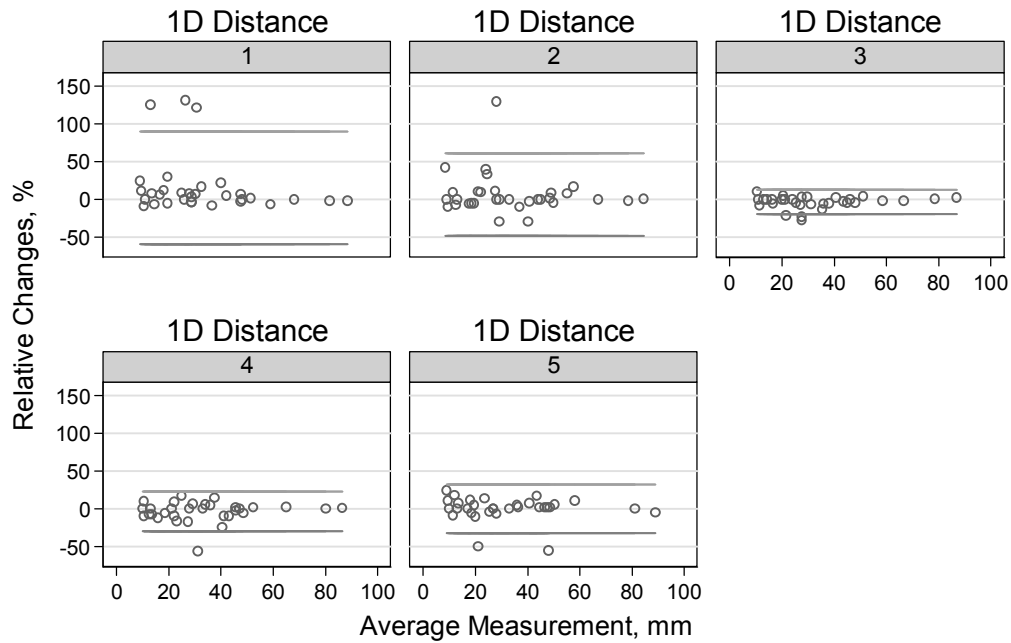 1D Distance 1D Distance 1D Distance
1 2 3
150
100
50
0
-50
0 20 40 60 80 100
1D Distance 1D Distance
4 5
150
100
50
0
-50
0 20 40 60 80 100 0 20 40 60 80 100
Relative Changes, %
Average Measurement, mm